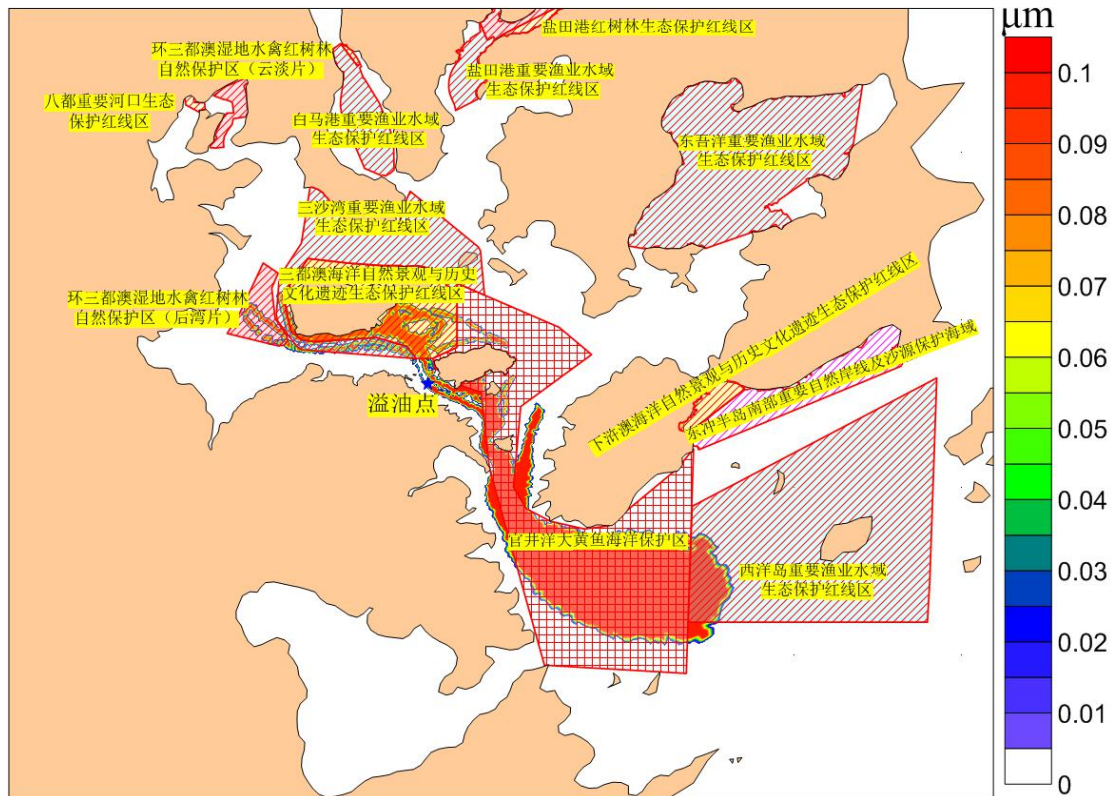 μm
盐田港红树林生态保护红线区
环三都澳湿地水禽红树林
自然保护区（云淡片）
盐田港重要渔业水域
生态保护红线区
八都重要河口生态
保护红线区
白马港重要渔业水域
生态保护红线区
东吾洋重要渔业水域
生态保护红线区
三沙湾重要渔业水域
生态保护红线区
三都澳海洋自然景观与历史
文化遗迹生态保护红线区
环三都澳湿地水禽红树林
自然保护区（后湾片）
溢油点
下浒澳海洋自然景观与历史文化遗迹生态保护红线区
东冲半岛南部重要自然岸线及沙源保护海域
官井洋大黄鱼海洋保护区
西洋岛重要渔业水域
生态保护红线区
0.1
0.09
0.08
0.07
0.06
0.05
0.04
0.03
0.02
0.01
0